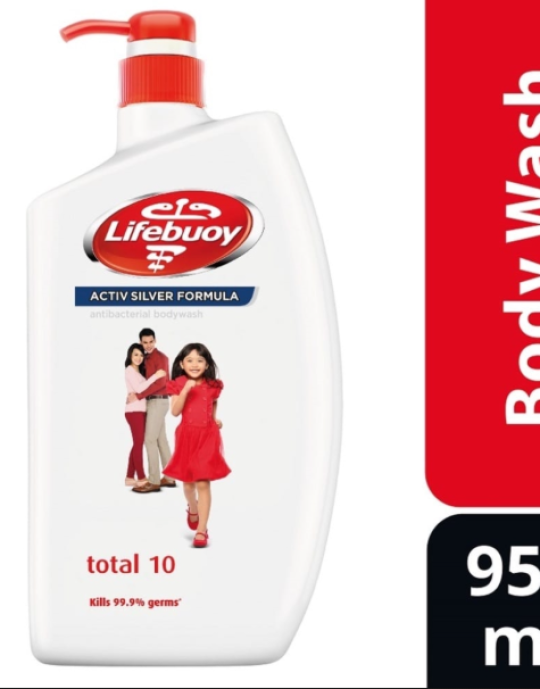 Lifebuoy
ACTIV SILVER FORMULA
antibacterial bodywash
total 10
Kills 99.9% germs*
Body Wash
95
m